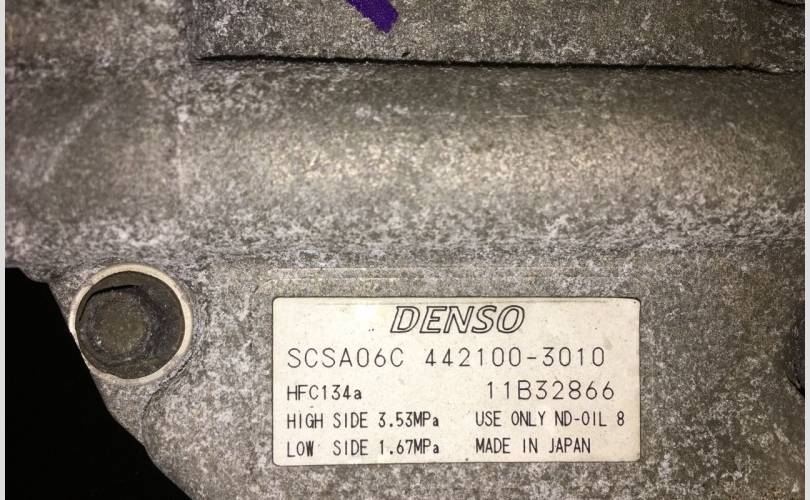 DENSO
SCSA06C 442100-3010
HFC134a 11B32866
HIGH SIDE 3.53MPa USE ONLY ND-OIL 8
LOW SIDE 1.67MPa MADE IN JAPAN